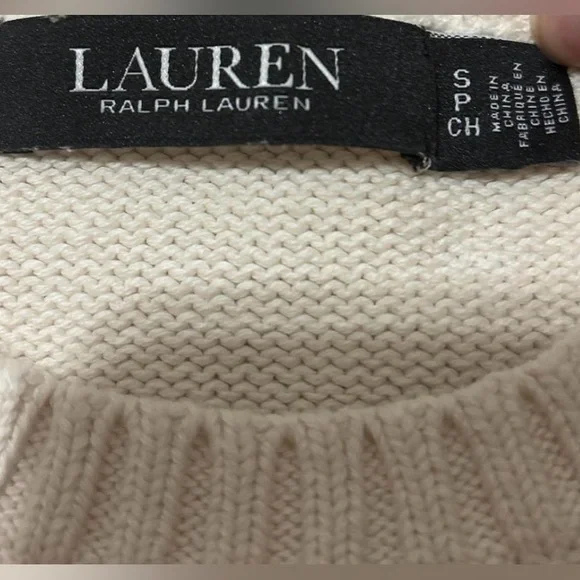 LAUREN
RALPH LAUREN
S
P
CH
MADE IN
CHINA
FABRIQUÉ EN
CHINE
HECHO EN
CHINA